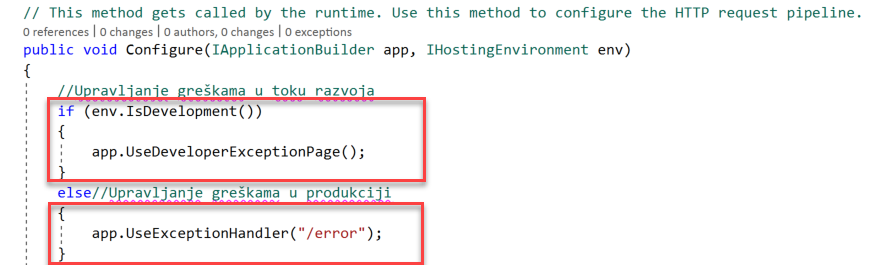 // This method gets called by the runtime. Use this method to configure the HTTP request pipeline.
0 references | 0 changes | 0 authors, 0 changes | 0 exceptions
public void Configure(IApplicationBuilder app, IHostingEnvironment env)
{
//Upravljanje greškama u toku razvoja
if (env.IsDevelopment())
{
app.UseDeveloperExceptionPage();
}
else//Upravljanje greškama u produkciji
{
app.UseExceptionHandler("/error");
}